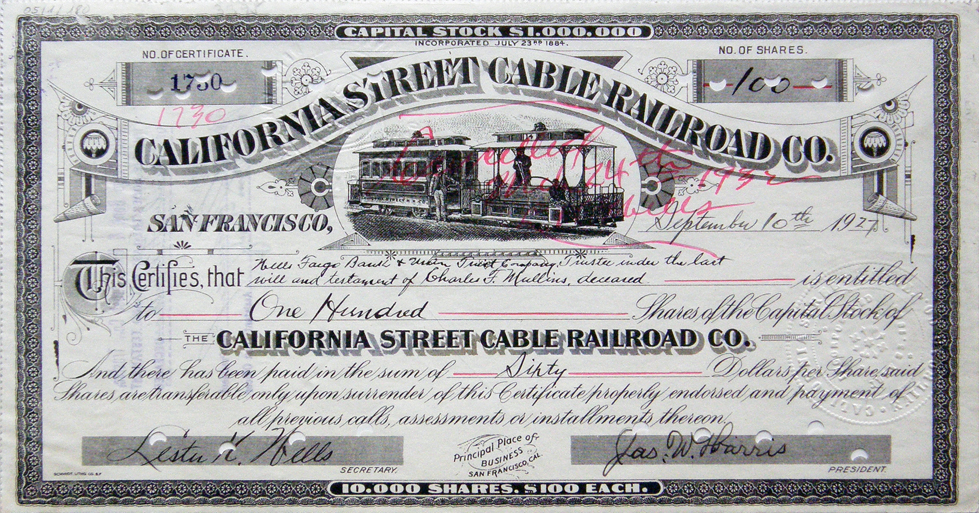 CAPITAL STOCK $1.000.000
INCORPORATED JULY 23RD 1884.
NO. OF CERTIFICATE.
NO. OF SHARES.
1730
100
1730
CALIFORNIA STREET CABLE RAILROAD CO.
Cancelled
24th 1932
Wells
SAN FRANCISCO,
September 10th 1927
This Certifies, that Wells Fargo Bank & Union Trust Company, Trustee under the last
will and testament of Charles F. Mullins, deceased is entitled
to One Hundred Shares of the Capital Stock of
THE CALIFORNIA STREET CABLE RAILROAD CO.
And there has been paid in the sum of Sixty Dollars per Share, said
Shares are transferable only upon surrender of this Certificate properly endorsed and payment of
all previous calls, assessments or installments thereon.
Lester K. Wells
SECRETARY.
Principal Place of
BUSINESS
SAN FRANCISCO, CAL.
Jas. W. Harris
PRESIDENT.
10.000 SHARES, $100 EACH.